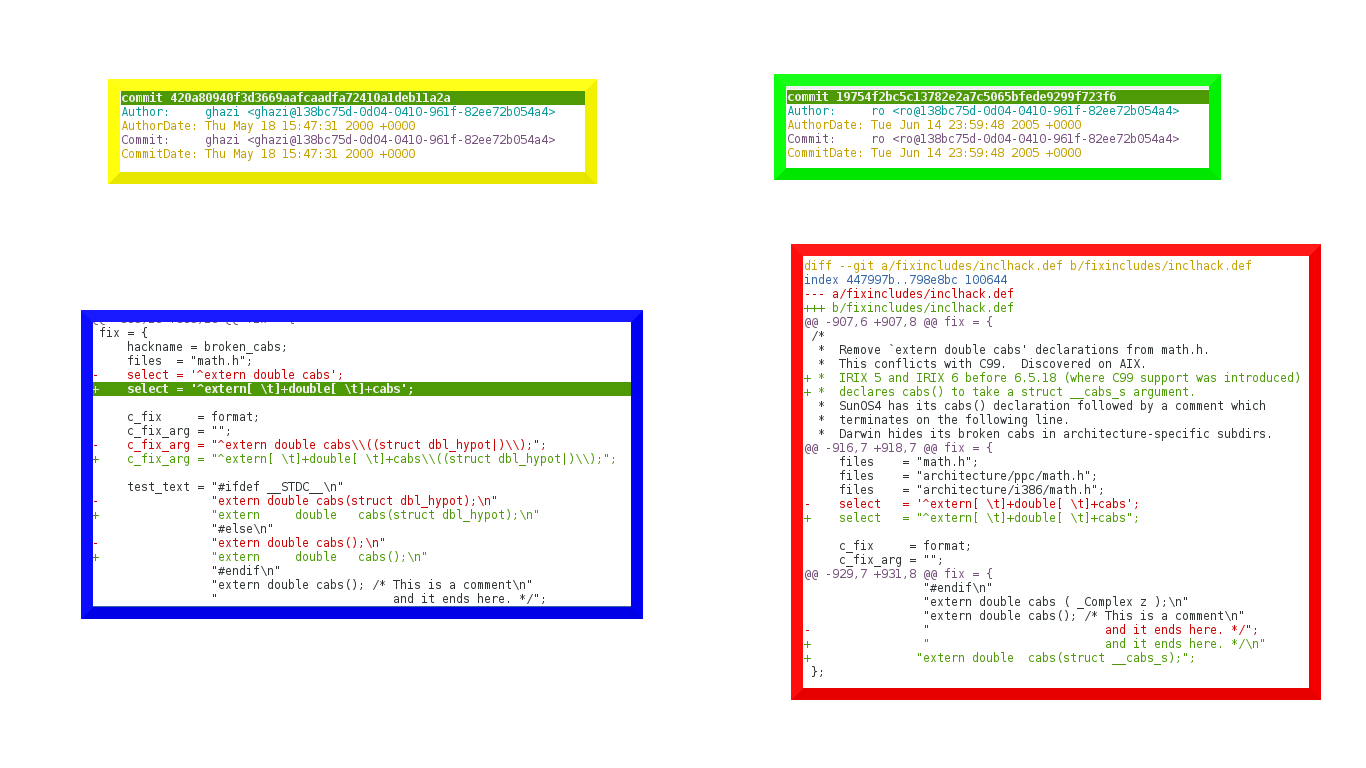 commit 420a80940f3d3669aafcaadfa72410a1deb11a2a
Author:     ghazi <ghazi@138bc75d-0d04-0410-961f-82ee72b054a4>
AuthorDate: Thu May 18 15:47:31 2000 +0000
Commit:     ghazi <ghazi@138bc75d-0d04-0410-961f-82ee72b054a4>
CommitDate: Thu May 18 15:47:31 2000 +0000
commit 19754f2bc5c13782e2a7c5065bfede9299f723f6
Author:     ro <ro@138bc75d-0d04-0410-961f-82ee72b054a4>
AuthorDate: Tue Jun 14 23:59:48 2005 +0000
Commit:     ro <ro@138bc75d-0d04-0410-961f-82ee72b054a4>
CommitDate: Tue Jun 14 23:59:48 2005 +0000
 fix = {
     hackname = broken_cabs;
     files  = "math.h";
-    select = '^extern double cabs';
+    select = '^extern[ \t]+double[ \t]+cabs';
     c_fix     = format;
     c_fix_arg = "";
-    c_fix_arg = "^extern double cabs\\((struct dbl_hypot|)\\);";
+    c_fix_arg = "^extern[ \t]+double[ \t]+cabs\\((struct dbl_hypot|)\\);";
     test_text = "#ifdef __STDC__\n"
-                "extern double cabs(struct dbl_hypot);\n"
+                "extern     double   cabs(struct dbl_hypot);\n"
                 "#else\n"
-                "extern double cabs();\n"
+                "extern     double   cabs();\n"
                 "#endif\n"
                 "extern double cabs(); /* This is a comment\n"
                 "                         and it ends here. */";
diff --git a/fixincludes/inclhack.def b/fixincludes/inclhack.def
index 447997b..798e8bc 100644
--- a/fixincludes/inclhack.def
+++ b/fixincludes/inclhack.def
@@ -907,6 +907,8 @@ fix = {
 /*
  *  Remove `extern double cabs' declarations from math.h.
  *  This conflicts with C99.  Discovered on AIX.
+ *  IRIX 5 and IRIX 6 before 6.5.18 (where C99 support was introduced)
+ *  declares cabs() to take a struct __cabs_s argument.
  *  SunOS4 has its cabs() declaration followed by a comment which
  *  terminates on the following line.
  *  Darwin hides its broken cabs in architecture-specific subdirs.
@@ -916,7 +918,7 @@ fix = {
     files    = "math.h";
     files    = "architecture/ppc/math.h";
     files    = "architecture/i386/math.h";
-    select   = '^extern[ \t]+double[ \t]+cabs';
+    select   = "^extern[ \t]+double[ \t]+cabs";
     c_fix     = format;
     c_fix_arg = "";
@@ -929,7 +931,8 @@ fix = {
                 "#endif\n"
                 "extern double cabs ( _Complex z );\n"
                 "extern double cabs(); /* This is a comment\n"
-                "                         and it ends here. */";
+                "                         and it ends here. */\n"
+               "extern double  cabs(struct __cabs_s);";
 };